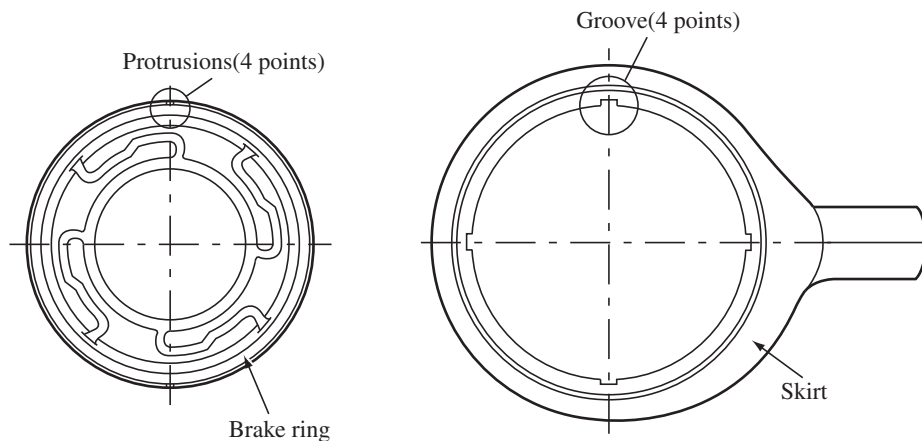 Groove(4 points)
Protrusions(4 points)
Skirt
Brake ring